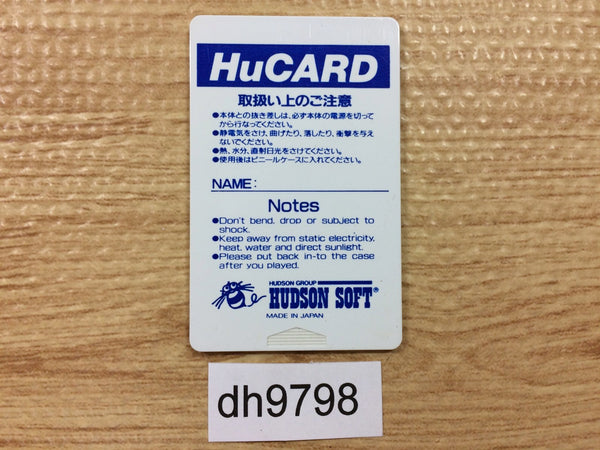 HuCARD
取扱い上のご注意
●本体との抜き差しは、必ず本体の電源を切って
から行なってください。
●静電気をさけ、曲げたり、落したり、衝撃を与え
ないでください。
●熱、水分、直射日光をさけてください。
●使用後はビニールケースに入れてください。
NAME:
Notes
●Don't bend, drop or subject to
shock.
●Keep away from static electricity,
heat, water and direct sunlight.
●Please put back in-to the case
after you played.
HUDSON GROUP
HUDSON SOFT®
MADE IN JAPAN
dh9798